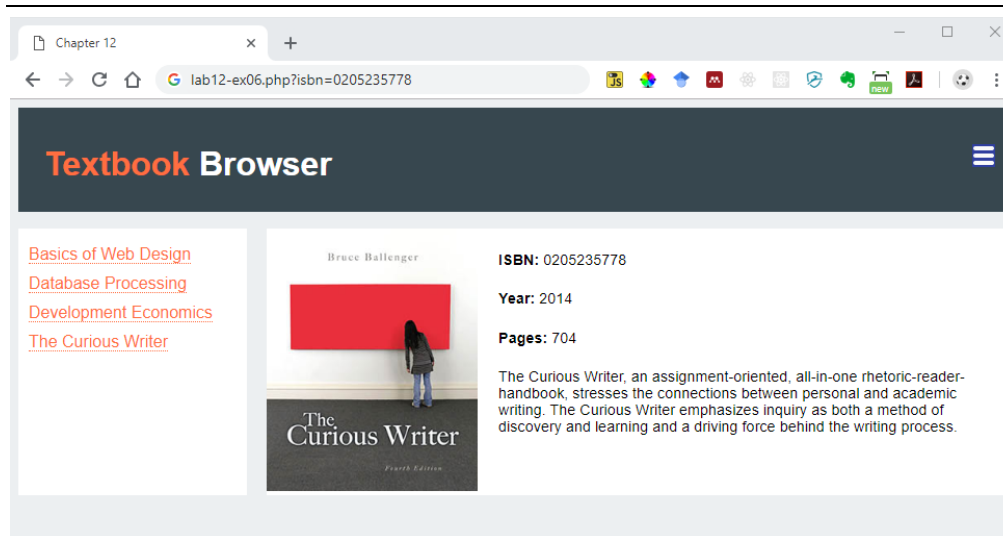 Chapter 12
lab12-ex06.php?isbn=0205235778
JS
new
Textbook Browser
Basics of Web Design
Database Processing
Development Economics
The Curious Writer
Bruce Ballenger
The
Curious Writer
Fourth Edition
ISBN: 0205235778
Year: 2014
Pages: 704
The Curious Writer, an assignment-oriented, all-in-one rhetoric-reader-
handbook, stresses the connections between personal and academic
writing. The Curious Writer emphasizes inquiry as both a method of
discovery and learning and a driving force behind the writing process.